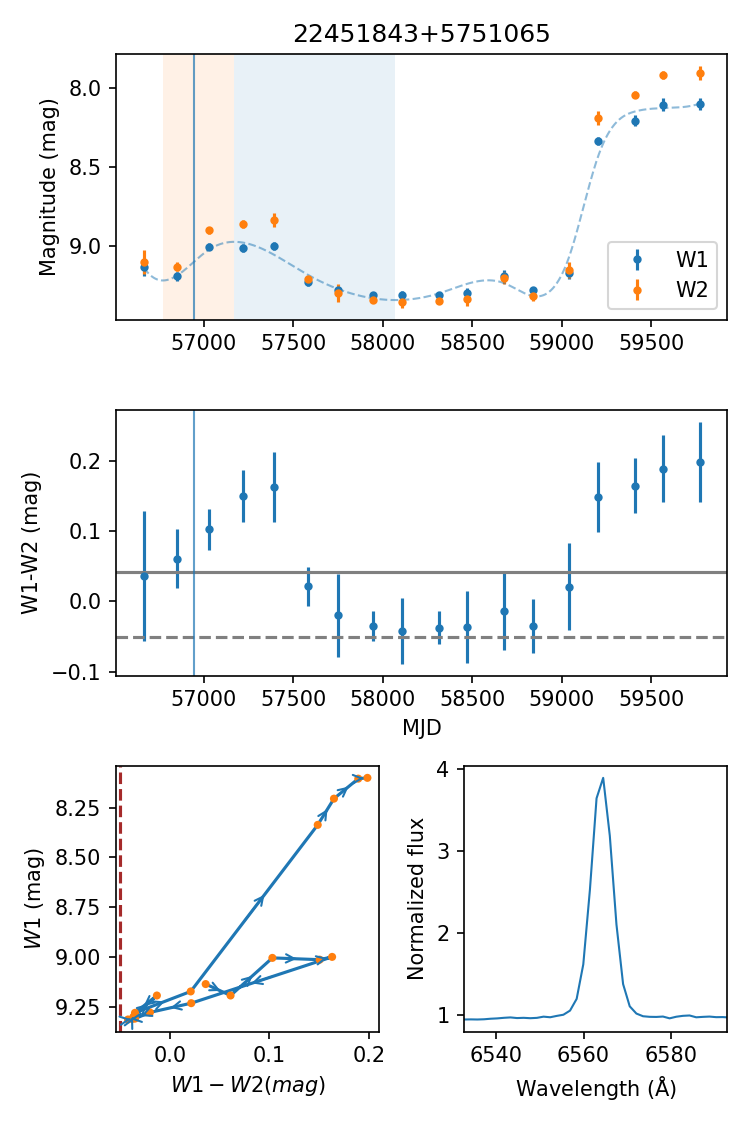 22451843+5751065
Magnitude (mag)
8.0
8.5
9.0
W1
W2
57000 57500 58000 58500 59000 59500
W1-W2 (mag)
0.2
0.1
0.0
−0.1
57000 57500 58000 58500 59000 59500
MJD
W1 (mag)
8.25
8.50
8.75
9.00
9.25
0.0 0.1 0.2
W1 − W2(mag)
Normalized flux
4
3
2
1
6540 6560 6580
Wavelength (Å)